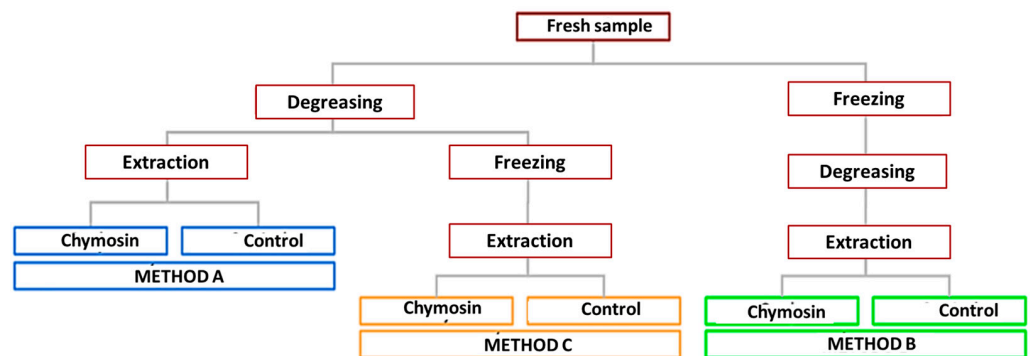 Fresh sample
Degreasing
Freezing
Extraction
Freezing
Degreasing
Chymosin
Control
Extraction
Extraction
METHOD A
Chymosin
Control
Chymosin
Control
METHOD C
METHOD B